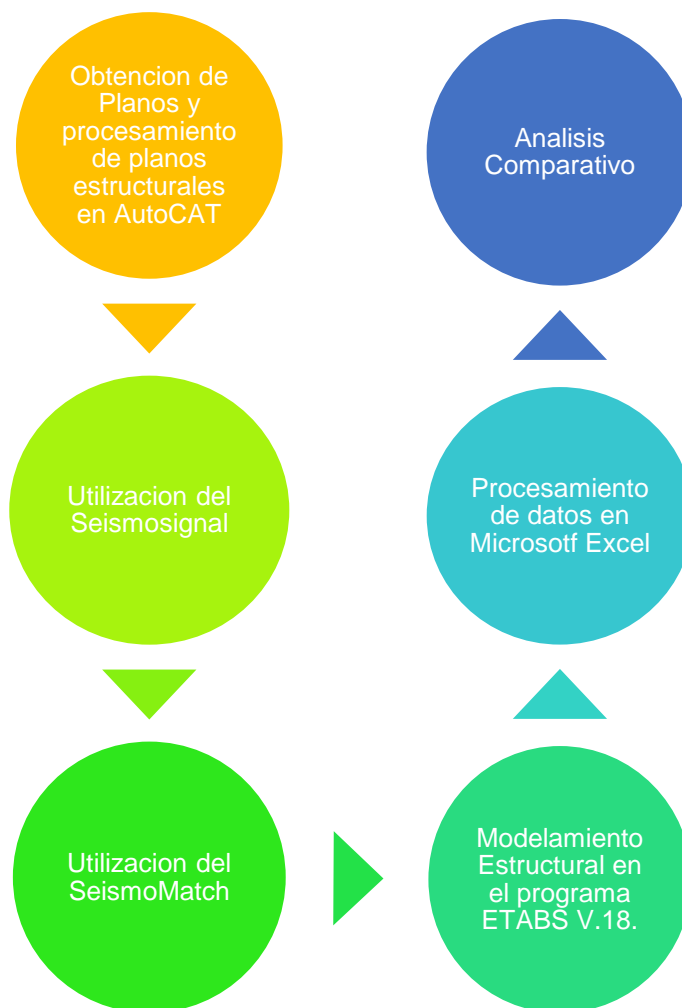 Obtencion de
Planos y
procesamiento
de planos
estructurales
en AutoCAT
Utilizacion del
Seismosignal
Utilizacion del
SeismoMatch
Modelamiento
Estructural en
el programa
ETABS V.18.
Procesamiento
de datos en
Microsotf Excel
Analisis
Comparativo